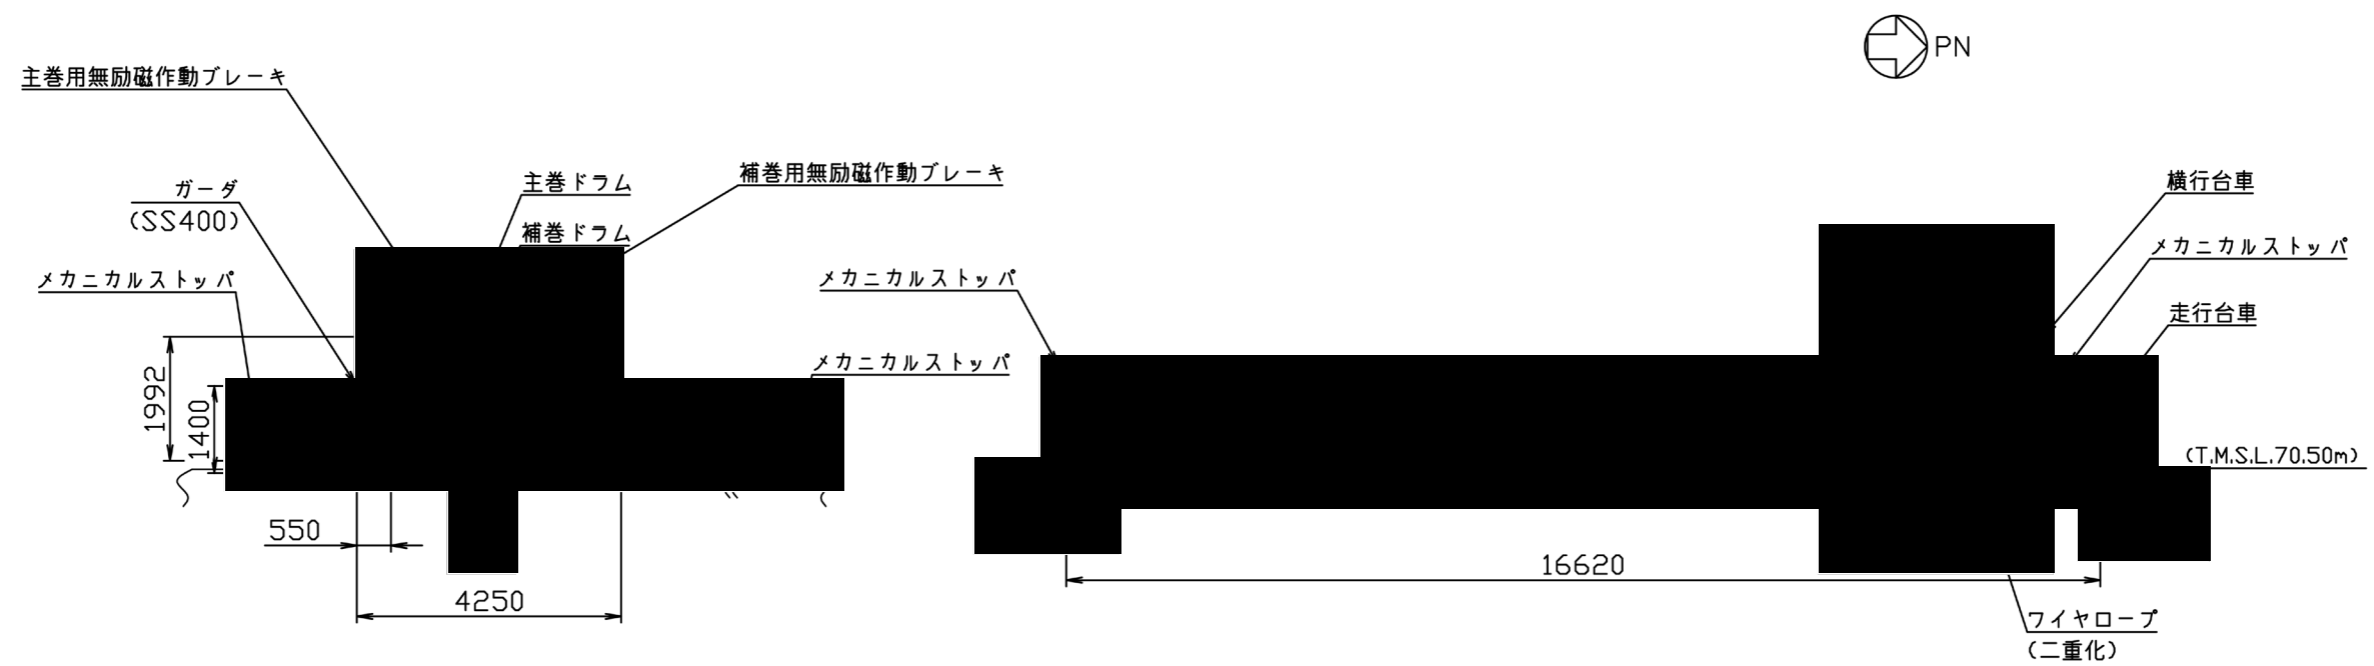 PN
主巻用無励磁作動ブレーキ
ガーダ
(SS400)
主巻ドラム
補巻用無励磁作動ブレーキ
補巻ドラム
メカニカルストッパ
メカニカルストッパ
1992
1400
550
4250
横行台車
メカニカルストッパ
メカニカルストッパ
走行台車
(T.M.S.L.70.50m)
16620
ワイヤロープ
(二重化)